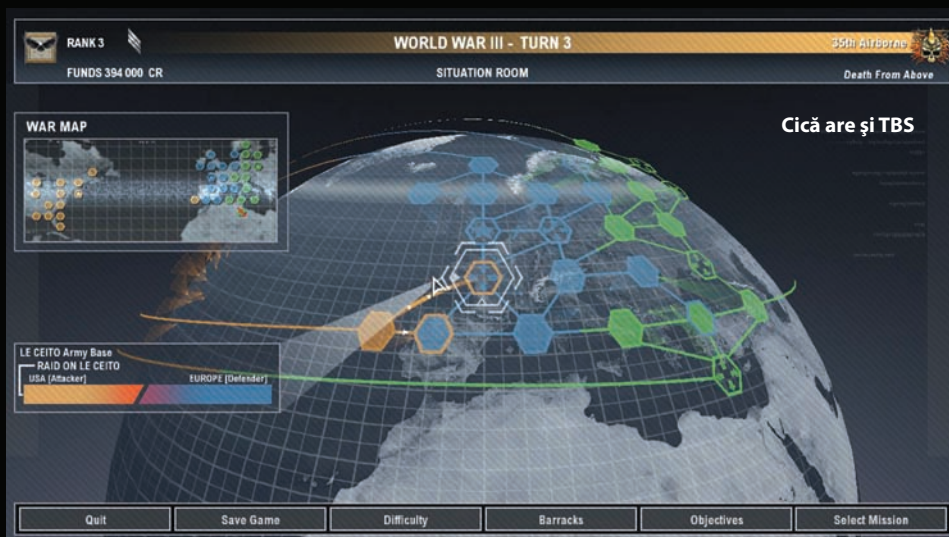 RANK 3
WORLD WAR III - TURN 3
35th Airborne
FUNDS 394 000 CR
SITUATION ROOM
Death From Above
WAR MAP
Cică are și TBS
LE CEITO Army Base
RAID ON LE CEITO
USA [Attacker]
EUROPE [Defender]
Quit
Save Game
Difficulty
Barracks
Objectives
Select Mission